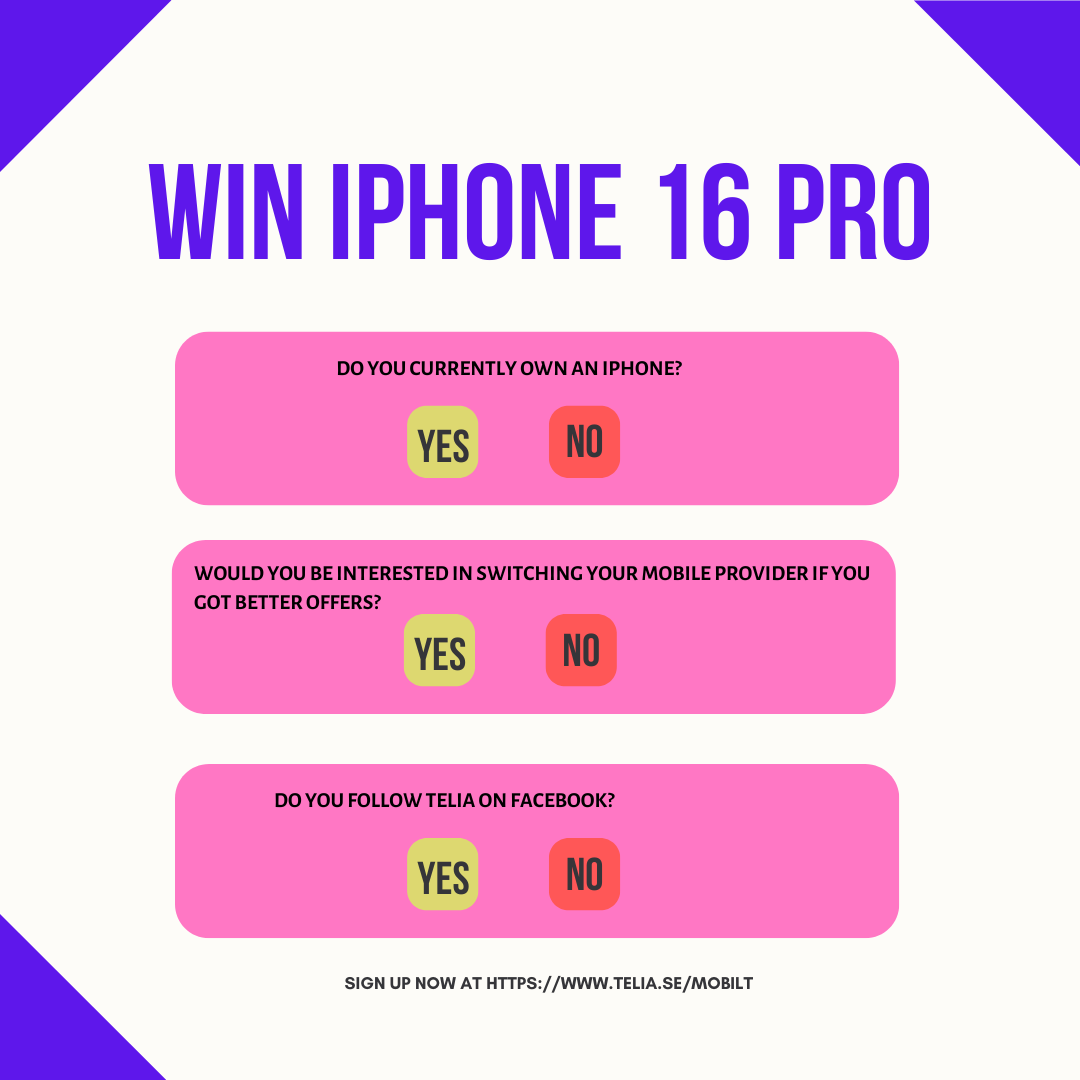 WIN IPHONE 16 PRO
DO YOU CURRENTLY OWN AN IPHONE?
YES NO
WOULD YOU BE INTERESTED IN SWITCHING YOUR MOBILE PROVIDER IF YOU
GOT BETTER OFFERS?
YES NO
DO YOU FOLLOW TELIA ON FACEBOOK?
YES NO
SIGN UP NOW AT HTTPS://WWW.TELIA.SE/MOBILT